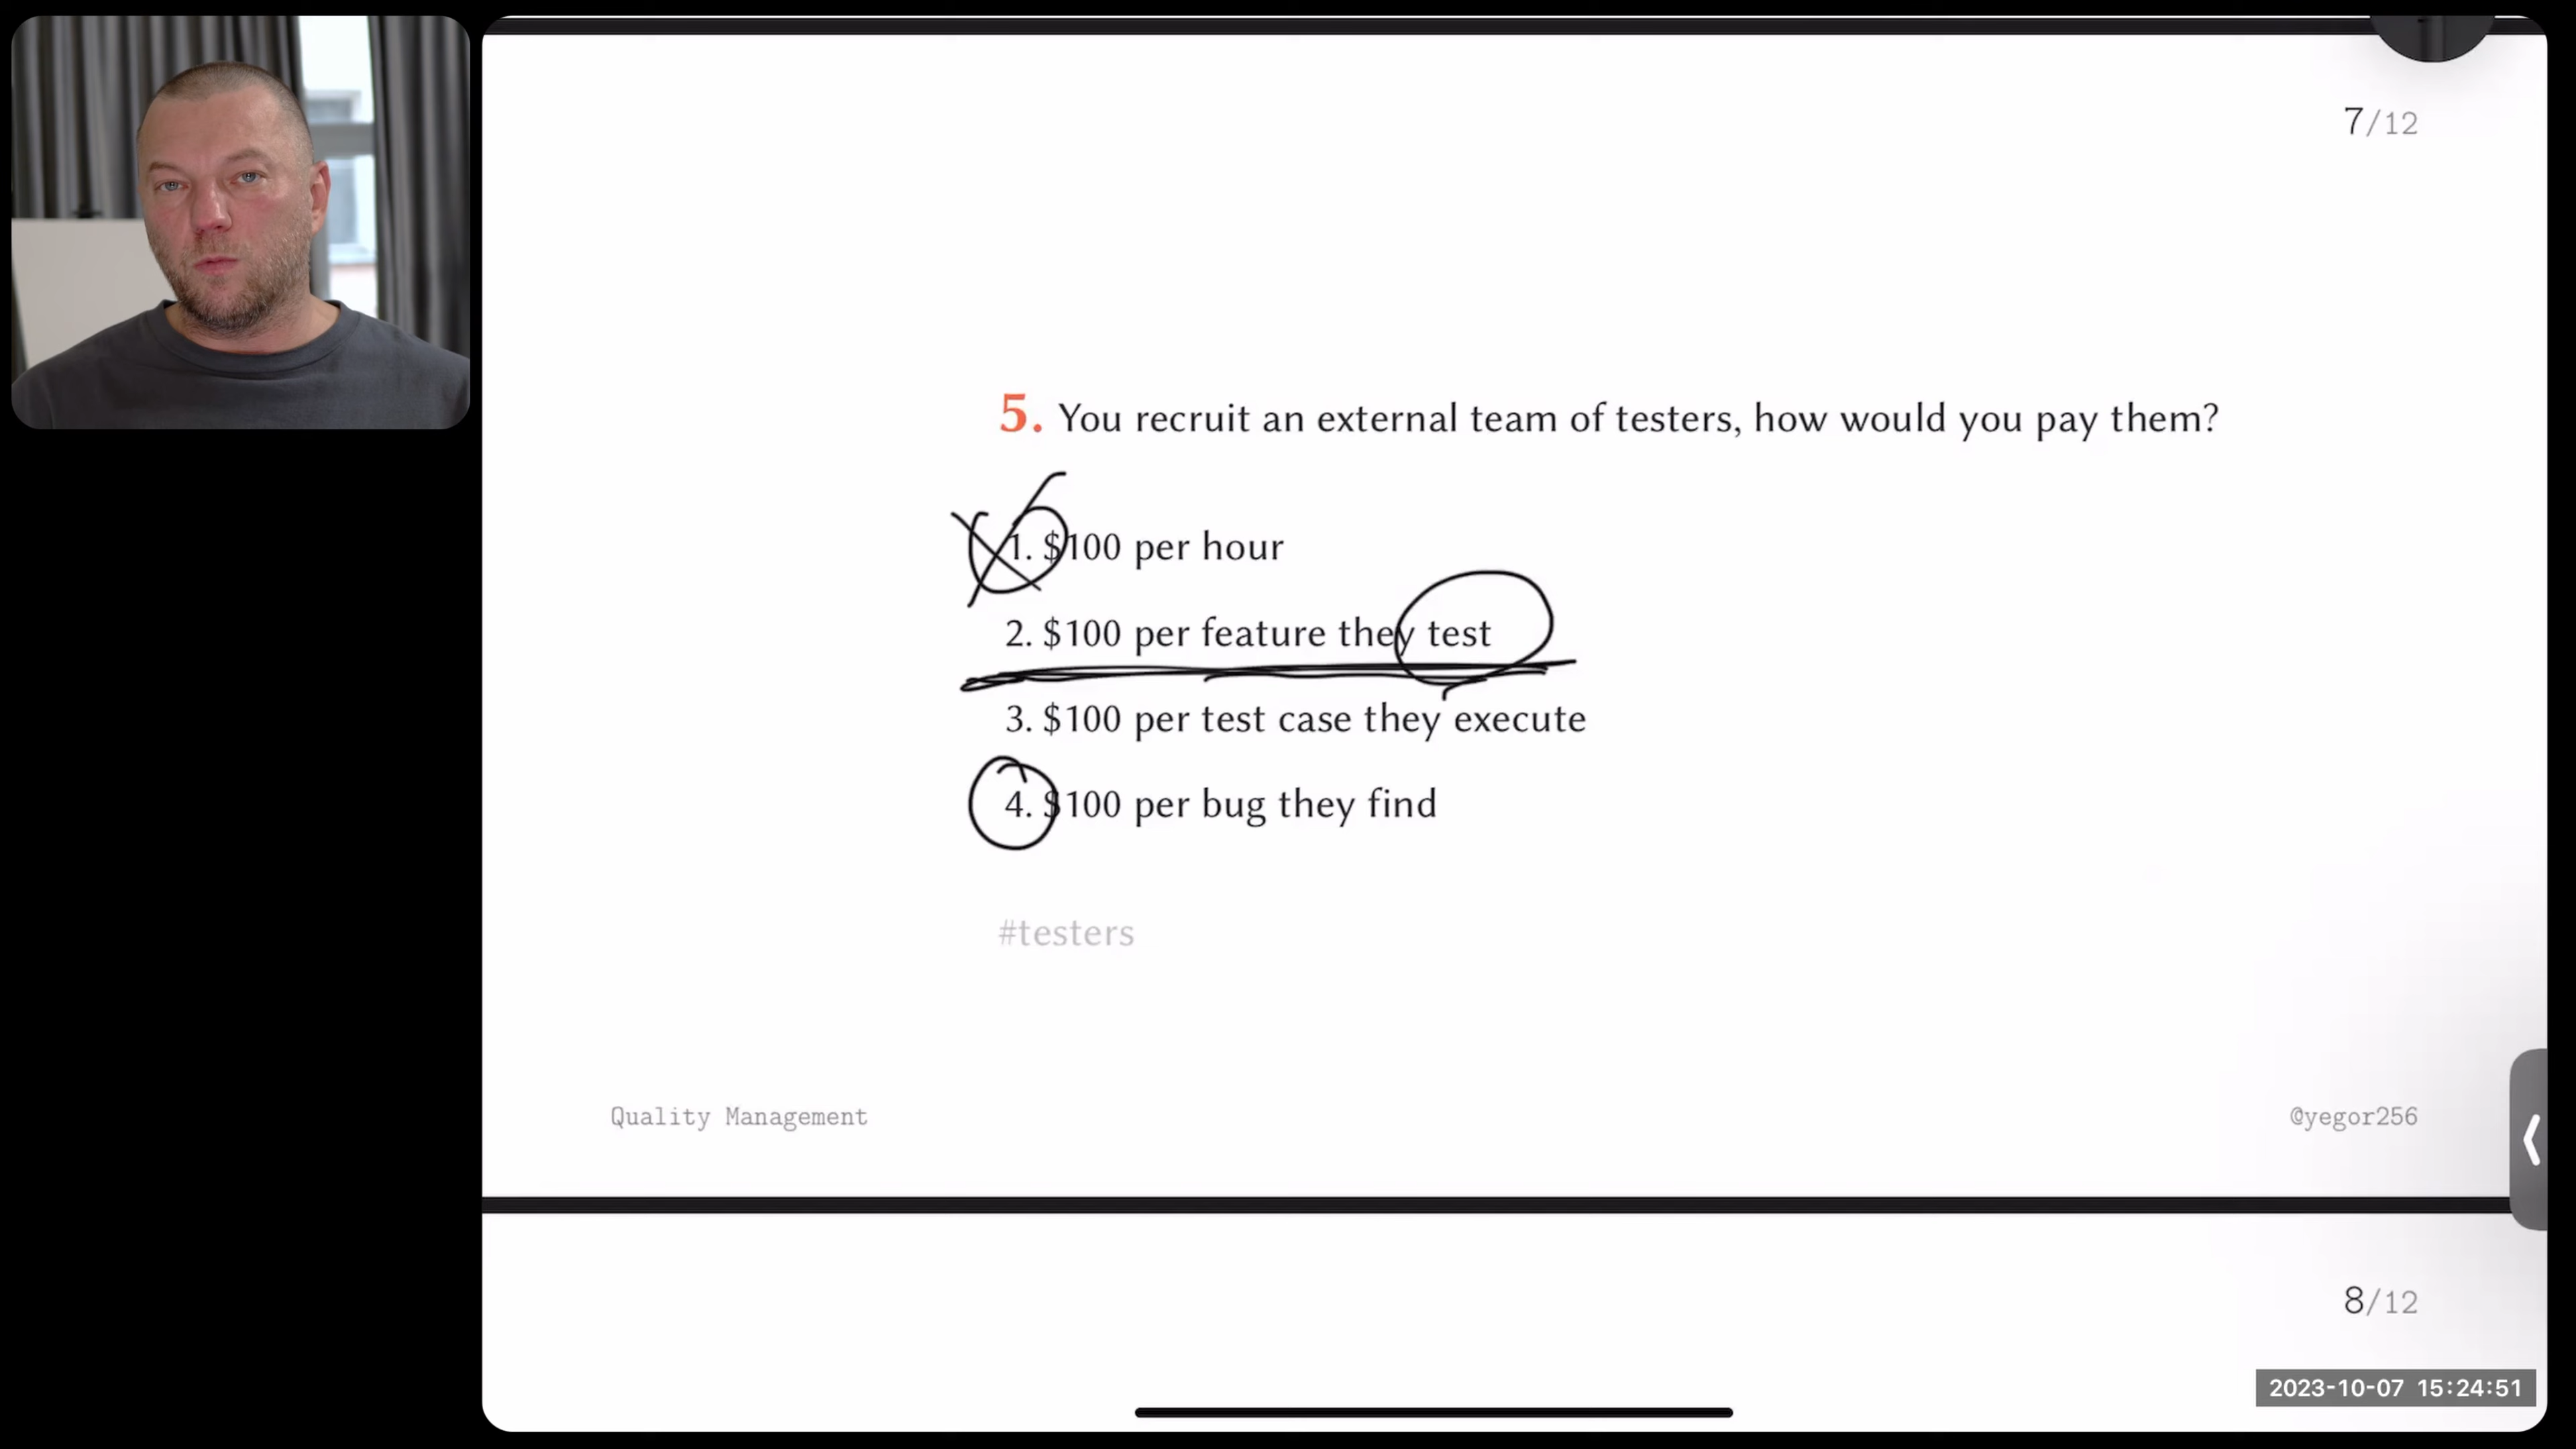 7/12
5. You recruit an external team of testers, how would you pay them?
1. $100 per hour
2. $100 per feature they test
3. $100 per test case they execute
4. $100 per bug they find
#testers
Quality Management
@yegor256
8/12
2023-10-07 15:24:51